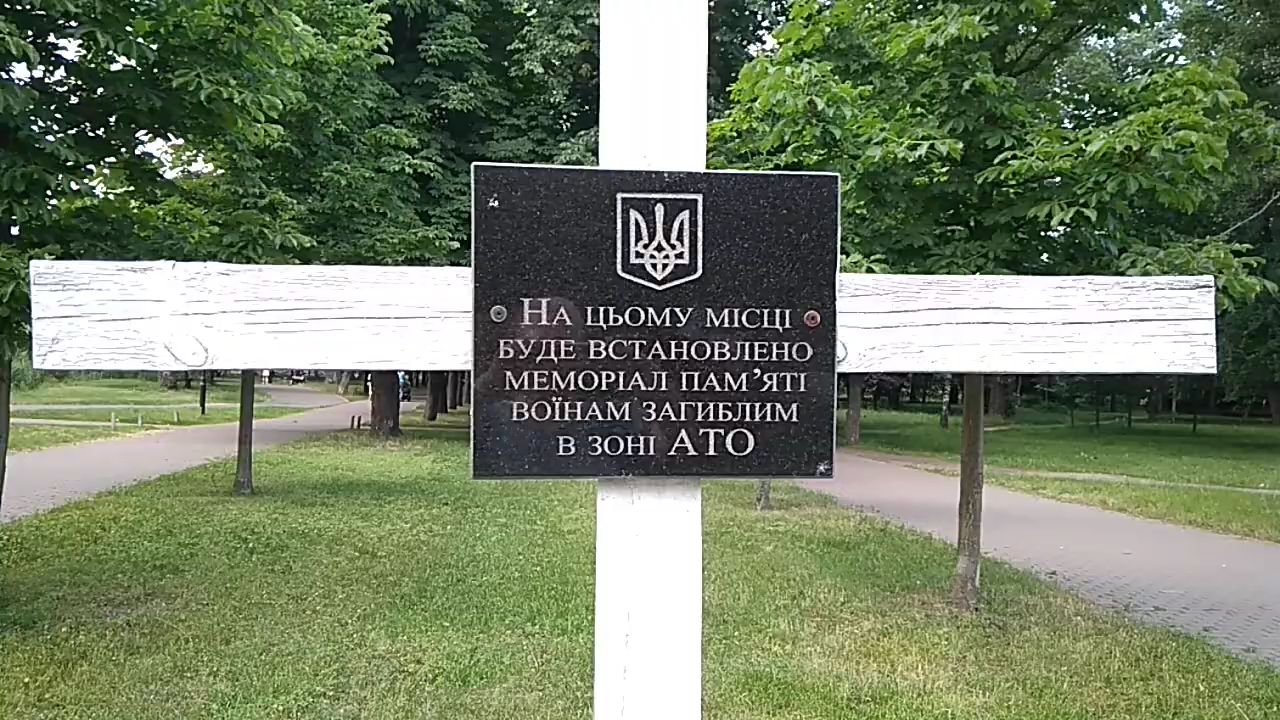 На цьому місці
буде встановлено
меморіал пам'яті
воїнам загиблим
в зоні АТО